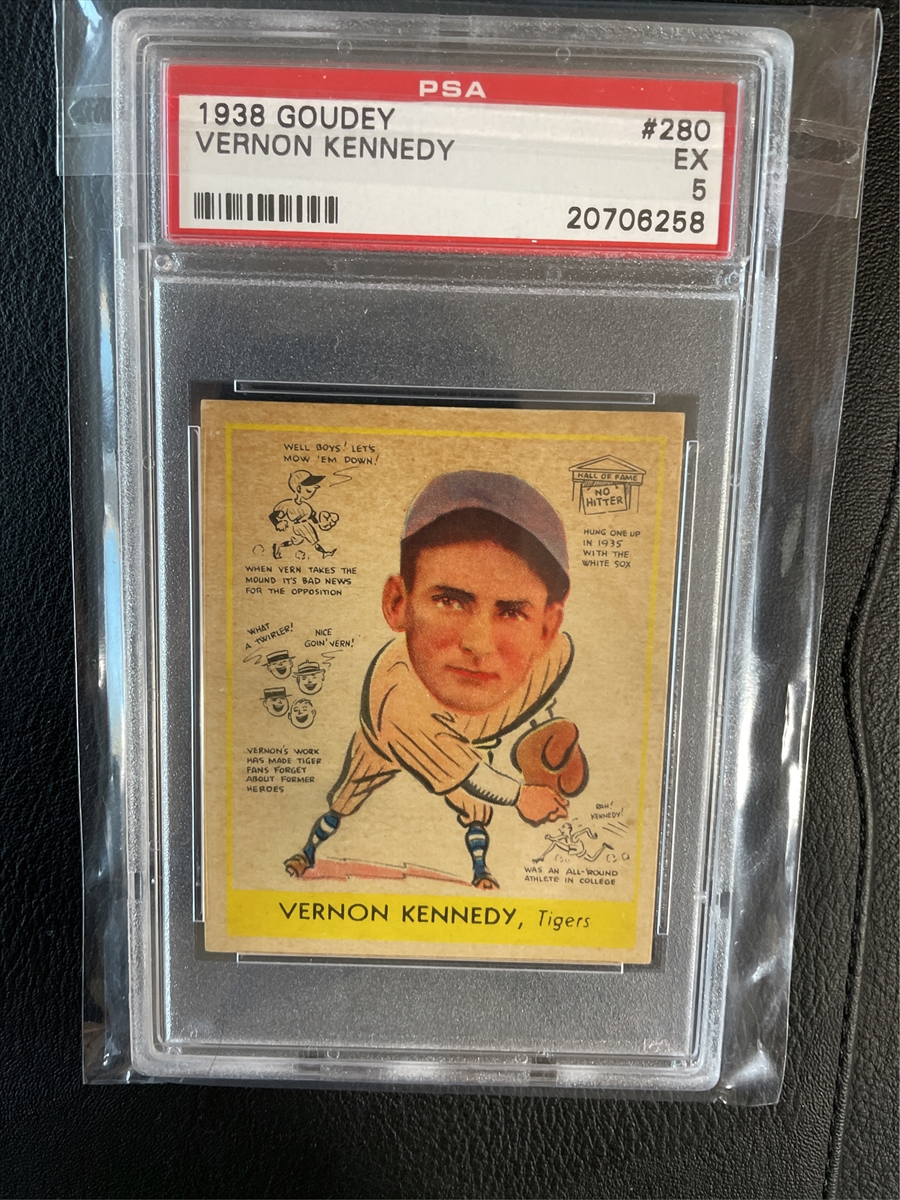 PSA
1938 GOUDEY #280
VERNON KENNEDY EX
5
20706258
WELL BOYS! LET'S
MOW 'EM DOWN!
WHEN VERN TAKES THE
MOUND IT'S BAD NEWS
FOR THE OPPOSITION
HALL OF FAME
NO
HITTER
HUNG ONE UP
IN 1935
WITH THE
WHITE SOX
WHAT
A TWIRLER!
NICE
GOIN' VERN!
VERNON'S WORK
HAS MADE TIGER
FANS FORGET
ABOUT FORMER
HEROES
RAH!
KENNEDY!
WAS AN ALL-ROUND
ATHLETE IN COLLEGE
VERNON KENNEDY, Tigers